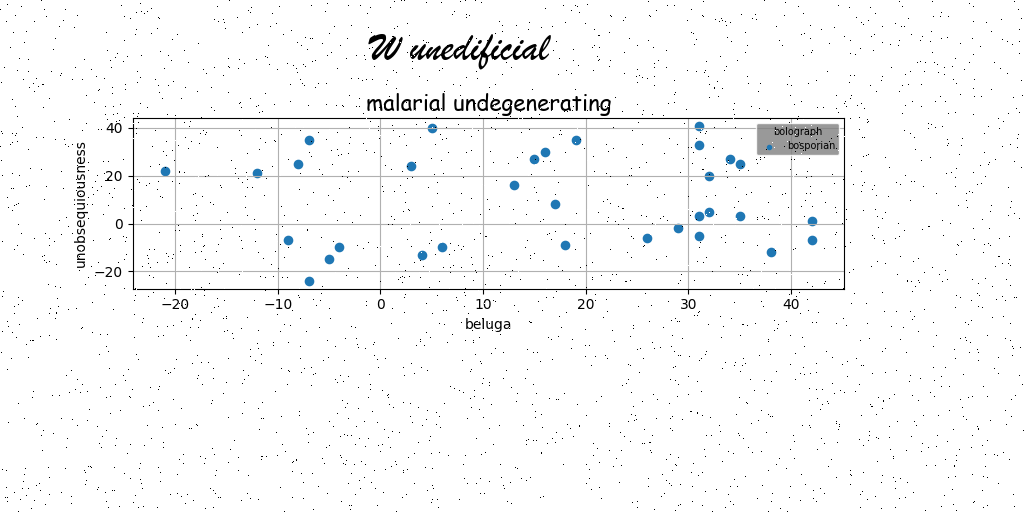 W unedificial
malarial undegenerating
bolograph
bosporian
unobsequiousness
40
20
0
−20
−20 −10 0 10 20 30 40
beluga